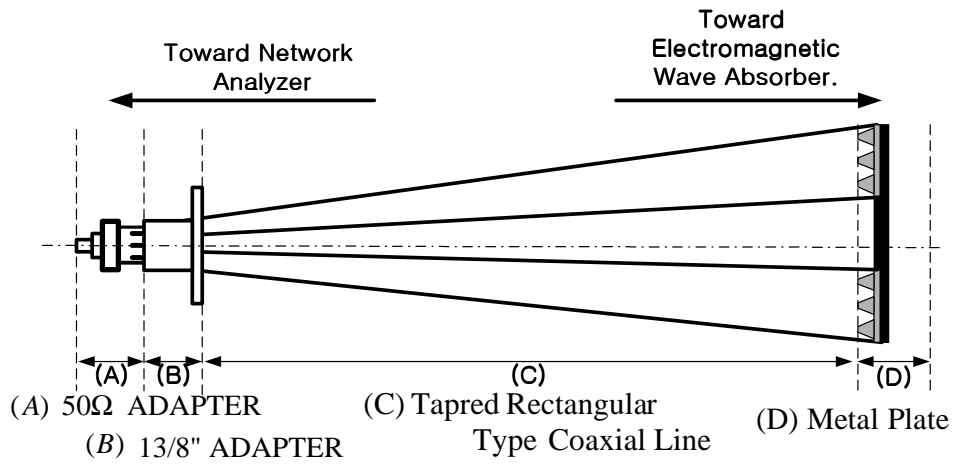 Toward Network
Analyzer
Toward
Electromagnetic
Wave Absorber.
(A)
(B)
(C)
(D)
(A) 50Ω ADAPTER
(B) 13/8" ADAPTER
(C) Tapred Rectangular
Type Coaxial Line
(D) Metal Plate